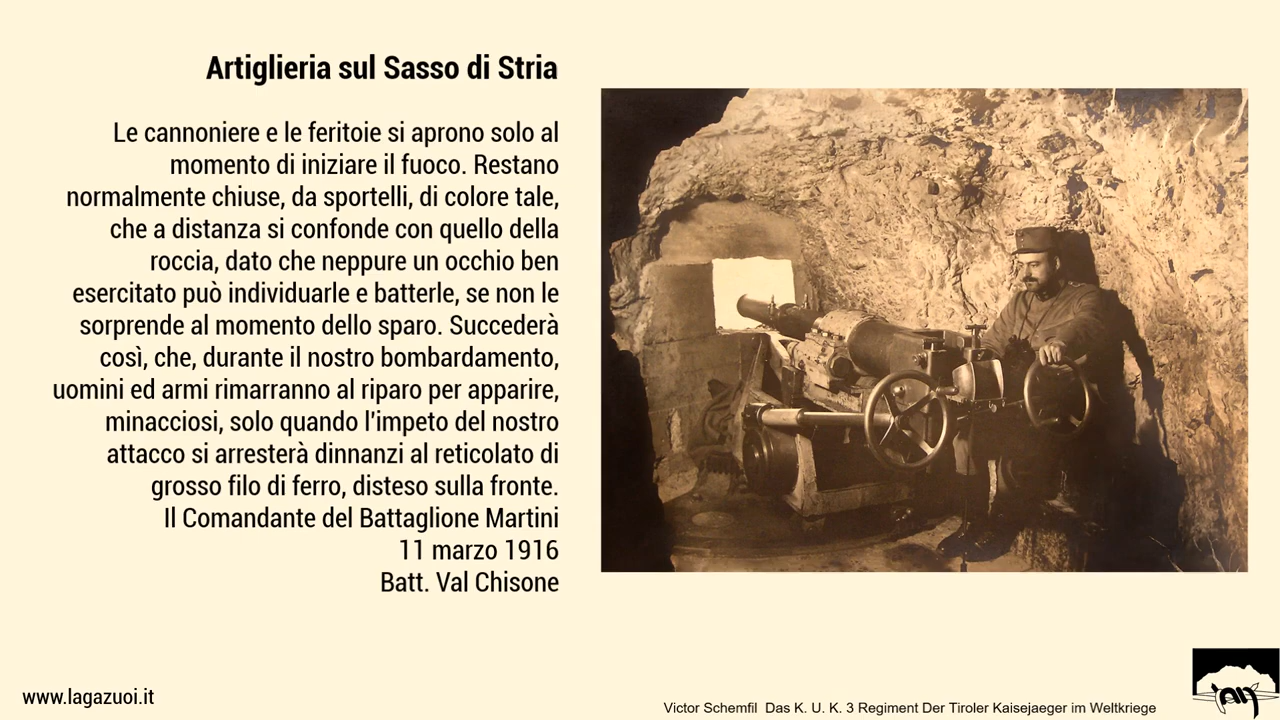 Artiglieria sul Sasso di Stria
Le cannoniere e le feritoie si aprono solo al
momento di iniziare il fuoco. Restano
normalmente chiuse, da sportelli, di colore tale,
che a distanza si confonde con quello della
roccia, dato che neppure un occhio ben
esercitato può individuarle e batterle, se non le
sorprende al momento dello sparo. Succederà
così, che, durante il nostro bombardamento,
uomini ed armi rimarranno al riparo per apparire,
minacciosi, solo quando l'impeto del nostro
attacco si arresterà dinnanzi al reticolato di
grosso filo di ferro, disteso sulla fronte.
Il Comandante del Battaglione Martini
11 marzo 1916
Batt. Val Chisone
www.lagazuoi.it
Victor Schemfil Das K. U. K. 3 Regiment Der Tiroler Kaisejaeger im Weltkriege